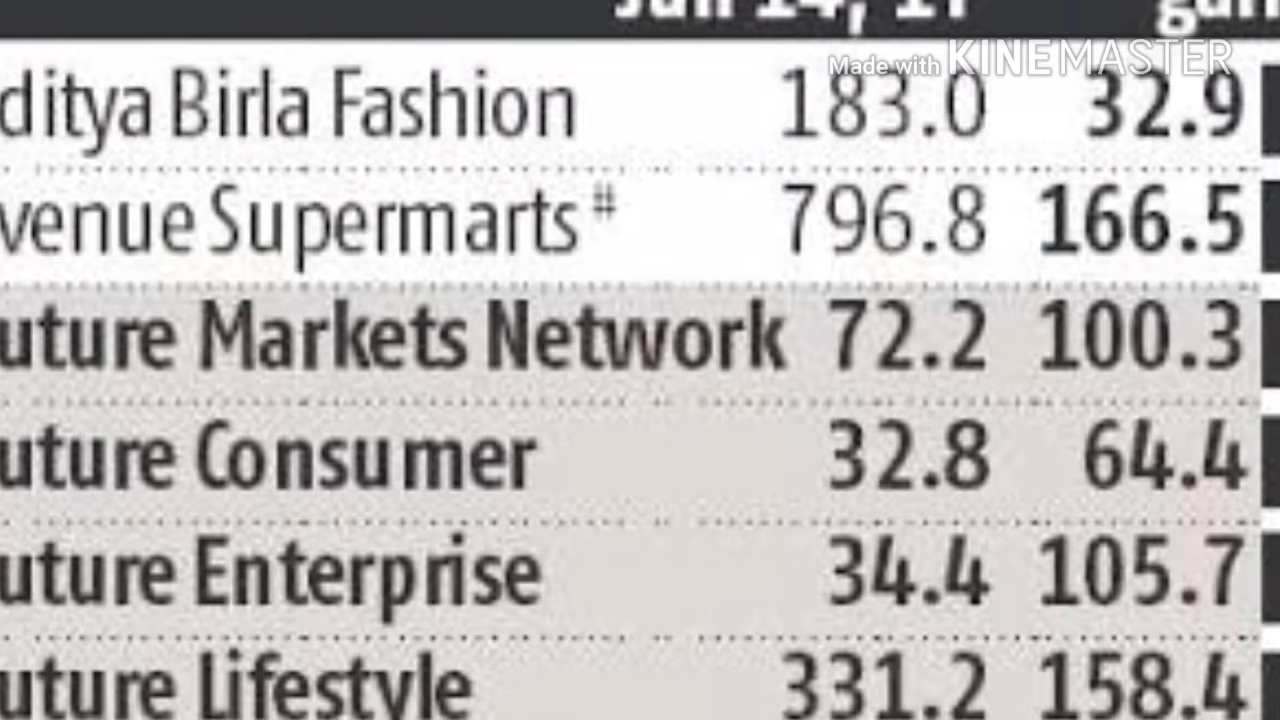 Jun 14, 17 gain
Made with KINEMASTER
ditya Birla Fashion 183.0 32.9
venue Supermarts # 796.8 166.5
uture Markets Network 72.2 100.3
uture Consumer 32.8 64.4
uture Enterprise 34.4 105.7
uture Lifestyle 331.2 158.4